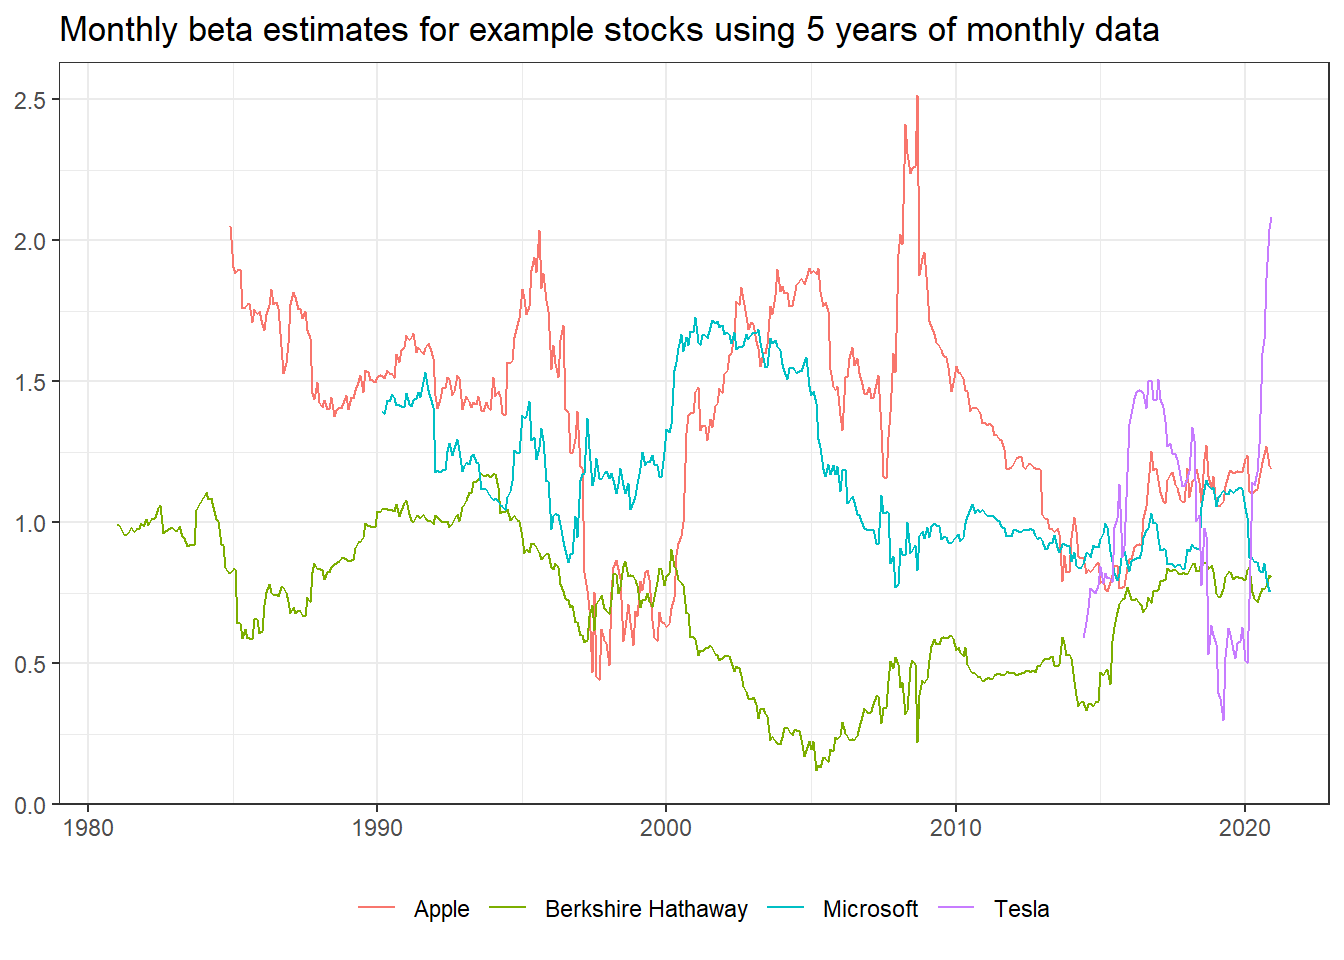 Monthly beta estimates for example stocks using 5 years of monthly data
2.5
2.0
1.5
1.0
0.5
0.0
1980 1990 2000 2010 2020
Apple Berkshire Hathaway Microsoft Tesla